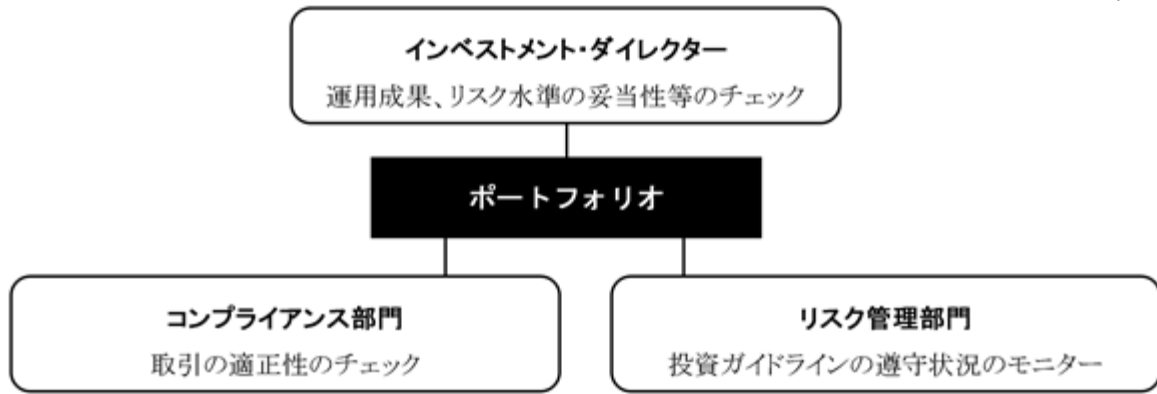 インベストメント・ダイレクター
運用成果、リスク水準の妥当性等のチェック
ポートフォリオ
コンプライアンス部門
取引の適正性のチェック
リスク管理部門
投資ガイドラインの遵守状況のモニター